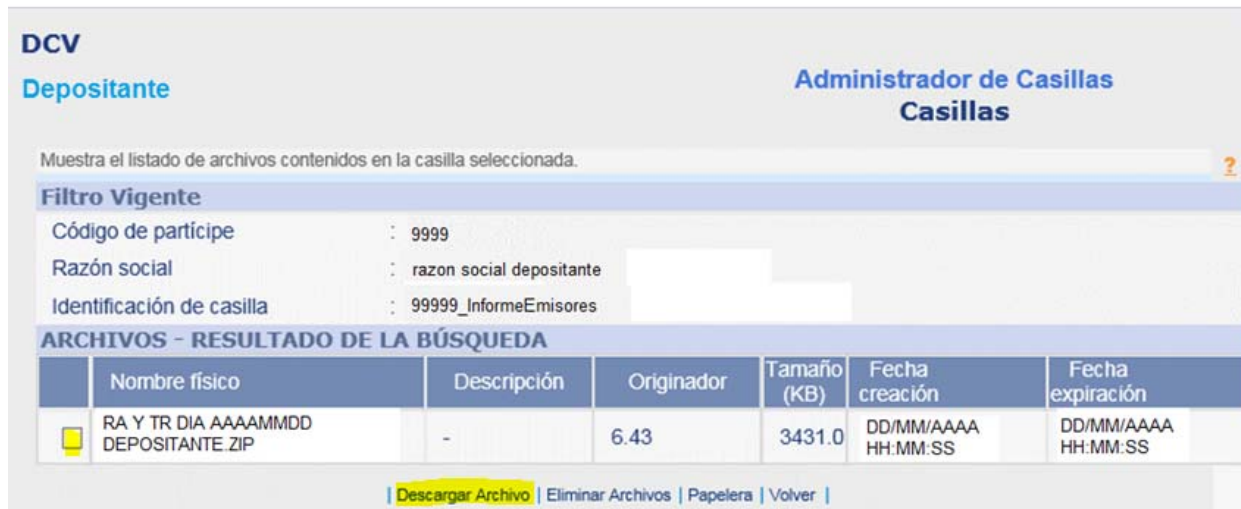 DCV
Depositante
Administrador de Casillas
Casillas
Muestra el listado de archivos contenidos en la casilla seleccionada.
?
Filtro Vigente
Código de partícipe : 9999
Razón social : razon social depositante
Identificación de casilla : 99999_InformeEmisores
ARCHIVOS - RESULTADO DE LA BÚSQUEDA
Nombre físico Descripción Originador Tamaño (KB) Fecha creación Fecha expiración
RA Y TR DIA AAAAMMDD DEPOSITANTE.ZIP - 6.43 3431.0 DD/MM/AAAA HH:MM:SS DD/MM/AAAA HH:MM:SS
| Descargar Archivo | Eliminar Archivos | Papelera | Volver |